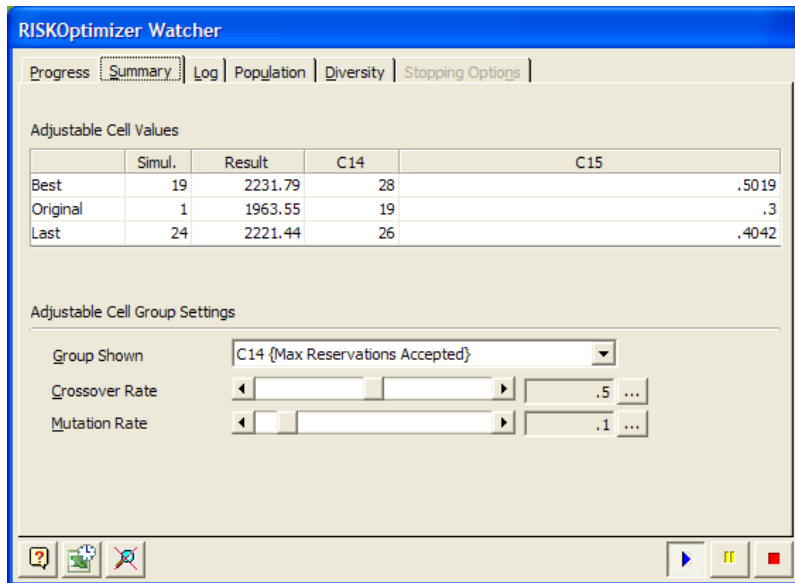 RISKOptimizer Watcher
Progress Summary Log Population Diversity Stopping Options
Adjustable Cell Values
Simul. Result C14 C15
Best 19 2231.79 28 .5019
Original 1 1963.55 19 .3
Last 24 2221.44 26 .4042
Adjustable Cell Group Settings
Group Shown C14 {Max Reservations Accepted}
Crossover Rate .5 ...
Mutation Rate .1 ...